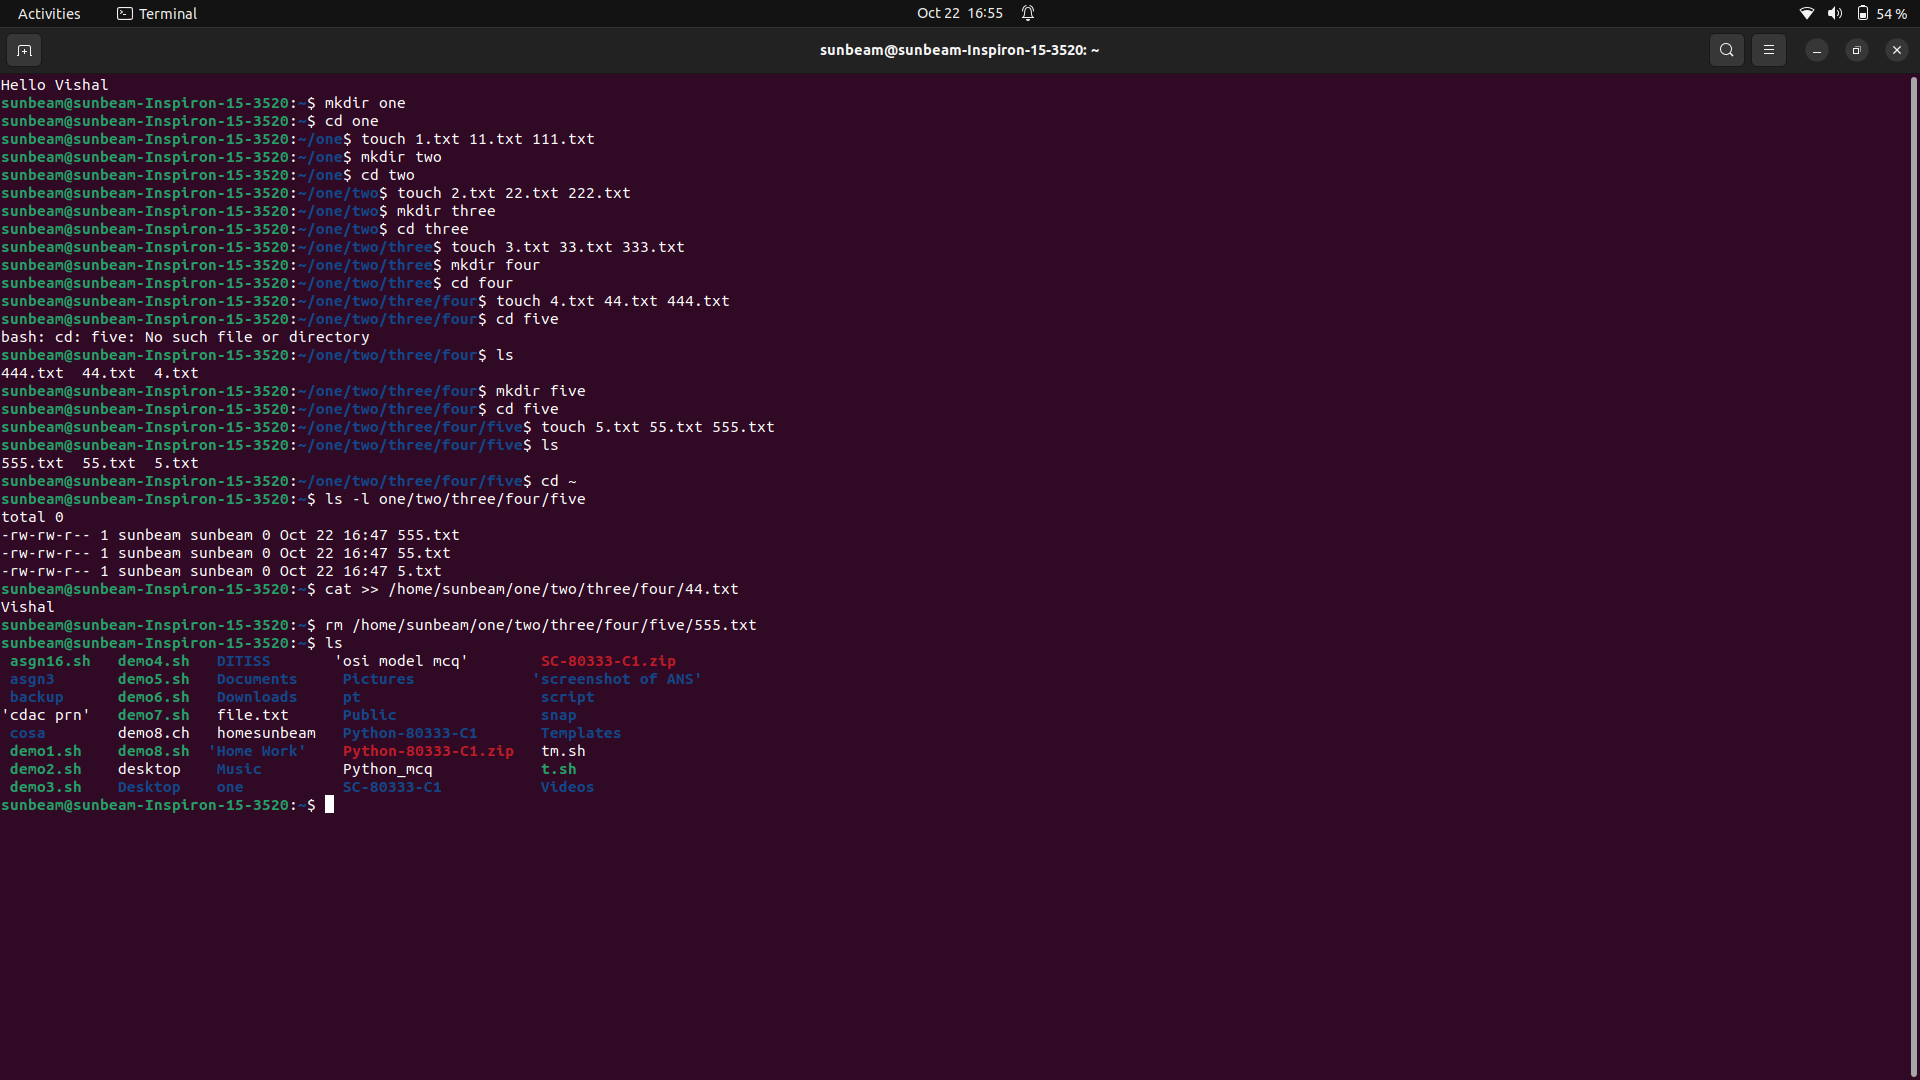 Activities Terminal Oct 22 16:55 54 %
sunbeam@sunbeam-Inspiron-15-3520: ~
Hello Vishal
sunbeam@sunbeam-Inspiron-15-3520:~$ mkdir one
sunbeam@sunbeam-Inspiron-15-3520:~$ cd one
sunbeam@sunbeam-Inspiron-15-3520:~/one$ touch 1.txt 11.txt 111.txt
sunbeam@sunbeam-Inspiron-15-3520:~/one$ mkdir two
sunbeam@sunbeam-Inspiron-15-3520:~/one$ cd two
sunbeam@sunbeam-Inspiron-15-3520:~/one/two$ touch 2.txt 22.txt 222.txt
sunbeam@sunbeam-Inspiron-15-3520:~/one/two$ mkdir three
sunbeam@sunbeam-Inspiron-15-3520:~/one/two$ cd three
sunbeam@sunbeam-Inspiron-15-3520:~/one/two/three$ touch 3.txt 33.txt 333.txt
sunbeam@sunbeam-Inspiron-15-3520:~/one/two/three$ mkdir four
sunbeam@sunbeam-Inspiron-15-3520:~/one/two/three$ cd four
sunbeam@sunbeam-Inspiron-15-3520:~/one/two/three/four$ touch 4.txt 44.txt 444.txt
sunbeam@sunbeam-Inspiron-15-3520:~/one/two/three/four$ cd five
bash: cd: five: No such file or directory
sunbeam@sunbeam-Inspiron-15-3520:~/one/two/three/four$ ls
444.txt  44.txt  4.txt
sunbeam@sunbeam-Inspiron-15-3520:~/one/two/three/four$ mkdir five
sunbeam@sunbeam-Inspiron-15-3520:~/one/two/three/four$ cd five
sunbeam@sunbeam-Inspiron-15-3520:~/one/two/three/four/five$ touch 5.txt 55.txt 555.txt
sunbeam@sunbeam-Inspiron-15-3520:~/one/two/three/four/five$ ls
555.txt  55.txt  5.txt
sunbeam@sunbeam-Inspiron-15-3520:~/one/two/three/four/five$ cd ~
sunbeam@sunbeam-Inspiron-15-3520:~$ ls -l one/two/three/four/five
total 0
-rw-rw-r-- 1 sunbeam sunbeam 0 Oct 22 16:47 555.txt
-rw-rw-r-- 1 sunbeam sunbeam 0 Oct 22 16:47 55.txt
-rw-rw-r-- 1 sunbeam sunbeam 0 Oct 22 16:47 5.txt
sunbeam@sunbeam-Inspiron-15-3520:~$ cat >> /home/sunbeam/one/two/three/four/44.txt
Vishal
sunbeam@sunbeam-Inspiron-15-3520:~$ rm /home/sunbeam/one/two/three/four/five/555.txt
sunbeam@sunbeam-Inspiron-15-3520:~$ ls
asgn16.sh demo4.sh DITISS 'osi model mcq' SC-80333-C1.zip
asgn3 demo5.sh Documents Pictures 'screenshot of ANS'
backup demo6.sh Downloads pt script
'cdac prn' demo7.sh file.txt Public snap
cosa demo8.ch homesunbeam Python-80333-C1 Templates
demo1.sh demo8.sh 'Home Work' Python-80333-C1.zip tm.sh
demo2.sh desktop Music Python_mcq t.sh
demo3.sh Desktop one SC-80333-C1 Videos
sunbeam@sunbeam-Inspiron-15-3520:~$